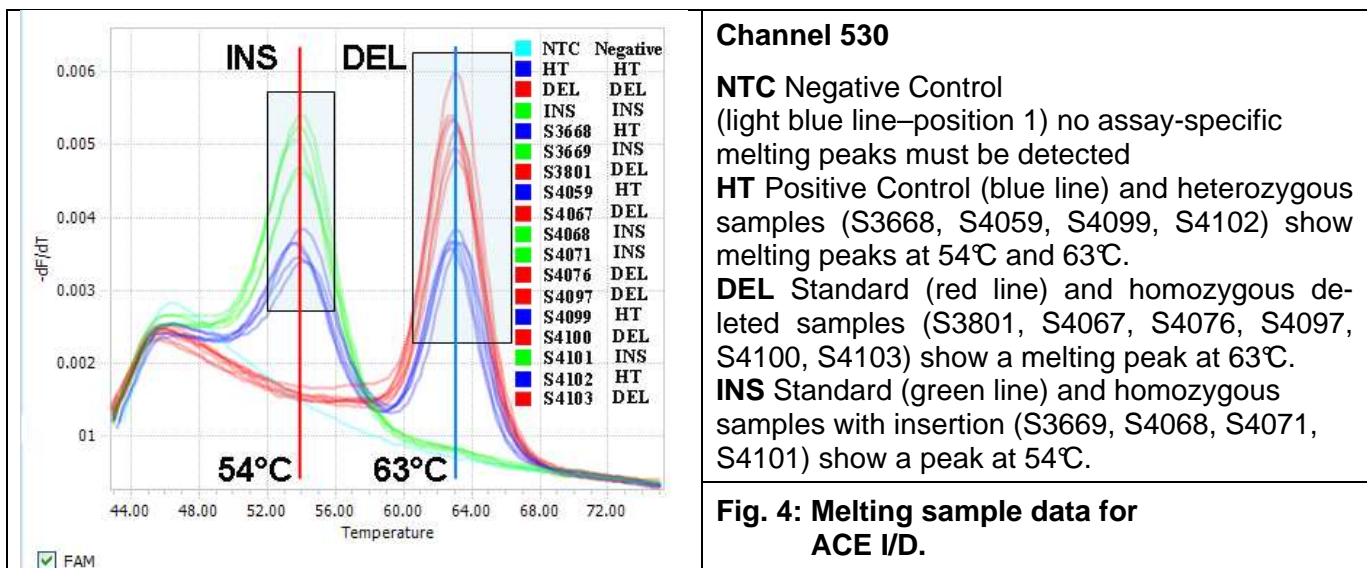 INS DEL
NTC Negative
HT HT
DEL DEL
INS INS
S3668 HT
S3669 INS
S3801 DEL
S4059 HT
S4067 DEL
S4068 INS
S4071 INS
S4076 DEL
S4097 DEL
S4099 HT
S4100 DEL
S4101 INS
S4102 HT
S4103 DEL
0.006
0.005
0.004
0.003
0.002
01
-dF/dT
54°C 63°C
44.00 48.00 52.00 56.00 60.00 64.00 68.00 72.00
Temperature
FAM
Channel 530
NTC Negative Control
(light blue line–position 1) no assay-specific
melting peaks must be detected
HT Positive Control (blue line) and heterozygous
samples (S3668, S4059, S4099, S4102) show
melting peaks at 54°C and 63°C.
DEL Standard (red line) and homozygous de-
leted samples (S3801, S4067, S4076, S4097,
S4100, S4103) show a melting peak at 63°C.
INS Standard (green line) and homozygous
samples with insertion (S3669, S4068, S4071,
S4101) show a peak at 54°C.
Fig. 4: Melting sample data for
ACE I/D.